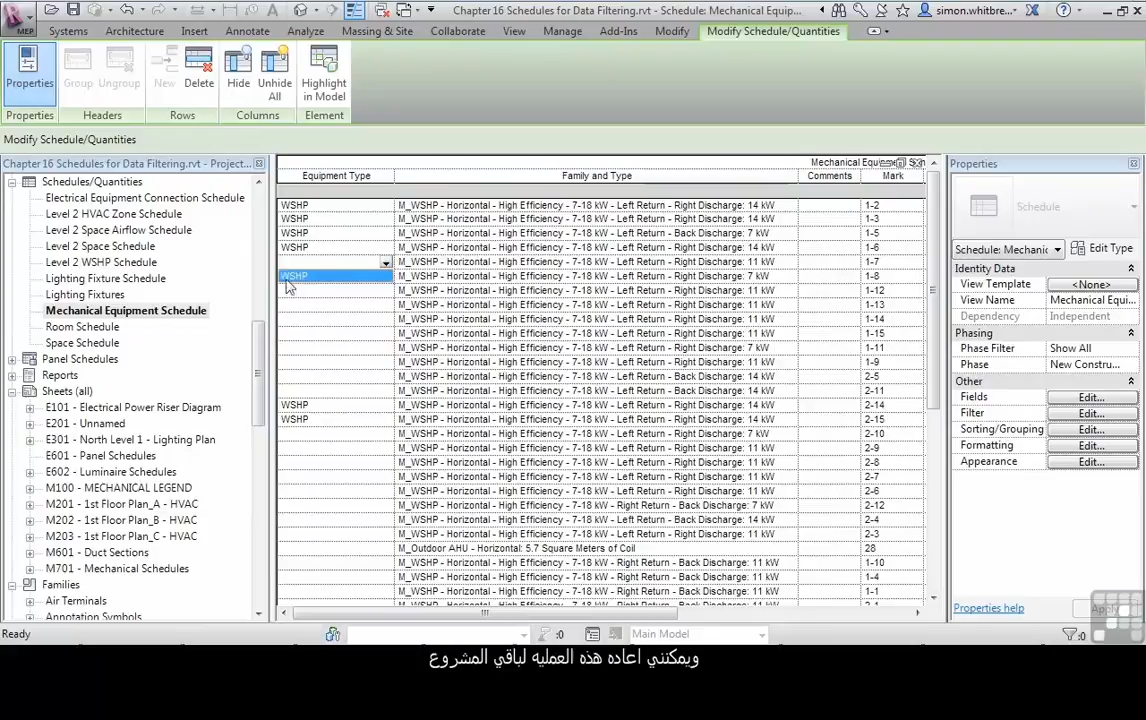 Chapter 16 Schedules for Data Filtering.rvt - Schedule: Mechanical Equip...
simon.whitbre...
MEP
Systems Architecture Insert Annotate Analyze Massing & Site Collaborate View Manage Add-Ins Modify Modify Schedule/Quantities
Properties Group Ungroup New Delete Hide Unhide All Highlight in Model
Properties Headers Rows Columns Element
Modify Schedule/Quantities
Chapter 16 Schedules for Data Filtering.rvt - Project...
Schedules/Quantities
Electrical Equipment Connection Schedule
Level 2 HVAC Zone Schedule
Level 2 Space Airflow Schedule
Level 2 Space Schedule
Level 2 WSHP Schedule
Lighting Fixture Schedule
Lighting Fixtures
Mechanical Equipment Schedule
Room Schedule
Space Schedule
Panel Schedules
Reports
Sheets (all)
E101 - Electrical Power Riser Diagram
E201 - Unnamed
E301 - North Level 1 - Lighting Plan
E601 - Panel Schedules
E602 - Luminaire Schedules
M100 - MECHANICAL LEGEND
M201 - 1st Floor Plan_A - HVAC
M202 - 1st Floor Plan_B - HVAC
M203 - 1st Floor Plan_C - HVAC
M601 - Duct Sections
M701 - Mechanical Schedules
Families
Air Terminals
Annotation Symbols
Equipment Type Family and Type Comments Mark
WSHP M_WSHP - Horizontal - High Efficiency - 7-18 kW - Left Return - Right Discharge: 14 kW 1-2
WSHP M_WSHP - Horizontal - High Efficiency - 7-18 kW - Left Return - Right Discharge: 14 kW 1-3
WSHP M_WSHP - Horizontal - High Efficiency - 7-18 kW - Left Return - Back Discharge: 7 kW 1-5
WSHP M_WSHP - Horizontal - High Efficiency - 7-18 kW - Left Return - Right Discharge: 14 kW 1-6
M_WSHP - Horizontal - High Efficiency - 7-18 kW - Left Return - Right Discharge: 11 kW 1-7
WSHP M_WSHP - Horizontal - High Efficiency - 7-18 kW - Left Return - Right Discharge: 7 kW 1-8
M_WSHP - Horizontal - High Efficiency - 7-18 kW - Left Return - Right Discharge: 11 kW 1-12
M_WSHP - Horizontal - High Efficiency - 7-18 kW - Left Return - Right Discharge: 11 kW 1-13
M_WSHP - Horizontal - High Efficiency - 7-18 kW - Left Return - Right Discharge: 11 kW 1-14
M_WSHP - Horizontal - High Efficiency - 7-18 kW - Left Return - Right Discharge: 11 kW 1-15
M_WSHP - Horizontal - High Efficiency - 7-18 kW - Left Return - Back Discharge: 7 kW 1-11
M_WSHP - Horizontal - High Efficiency - 7-18 kW - Left Return - Right Discharge: 11 kW 1-9
M_WSHP - Horizontal - High Efficiency - 7-18 kW - Left Return - Back Discharge: 14 kW 2-5
M_WSHP - Horizontal - High Efficiency - 7-18 kW - Left Return - Back Discharge: 14 kW 2-11
WSHP M_WSHP - Horizontal - High Efficiency - 7-18 kW - Left Return - Right Discharge: 14 kW 2-14
WSHP M_WSHP - Horizontal - High Efficiency - 7-18 kW - Left Return - Right Discharge: 14 kW 2-15
M_WSHP - Horizontal - High Efficiency - 7-18 kW - Left Return - Right Discharge: 7 kW 2-10
M_WSHP - Horizontal - High Efficiency - 7-18 kW - Left Return - Right Discharge: 11 kW 2-9
M_WSHP - Horizontal - High Efficiency - 7-18 kW - Left Return - Right Discharge: 11 kW 2-8
M_WSHP - Horizontal - High Efficiency - 7-18 kW - Left Return - Right Discharge: 11 kW 2-7
M_WSHP - Horizontal - High Efficiency - 7-18 kW - Left Return - Right Discharge: 11 kW 2-6
M_WSHP - Horizontal - High Efficiency - 7-18 kW - Right Return - Back Discharge: 7 kW 2-12
M_WSHP - Horizontal - High Efficiency - 7-18 kW - Left Return - Back Discharge: 14 kW 2-4
M_WSHP - Horizontal - High Efficiency - 7-18 kW - Left Return - Right Discharge: 11 kW 2-3
M_Outdoor AHU - Horizontal: 5.7 Square Meters of Coil 28
M_WSHP - Horizontal - High Efficiency - 7-18 kW - Right Return - Back Discharge: 11 kW 1-10
M_WSHP - Horizontal - High Efficiency - 7-18 kW - Right Return - Back Discharge: 11 kW 1-4
M_WSHP - Horizontal - High Efficiency - 7-18 kW - Right Return - Back Discharge: 11 kW 1-1
Properties
Schedule
Schedule: Mechanic Edit Type
Identity Data
View Template <None>
View Name Mechanical Equi...
Dependency Independent
Phasing
Phase Filter Show All
Phase New Constru...
Other
Fields Edit...
Filter Edit...
Sorting/Grouping Edit...
Formatting Edit...
Appearance Edit...
Properties help Apply
Ready :0 Main Model :0
ويمكنني اعاده هذه العمليه لباقي المشروع